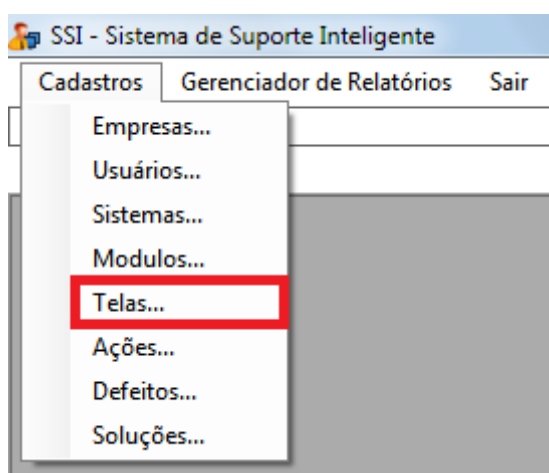 SSI - Sistema de Suporte Inteligente
Cadastros Gerenciador de Relatórios Sair
Empresas...
Usuários...
Sistemas...
Modulos...
Telas...
Ações...
Defeitos...
Soluções...